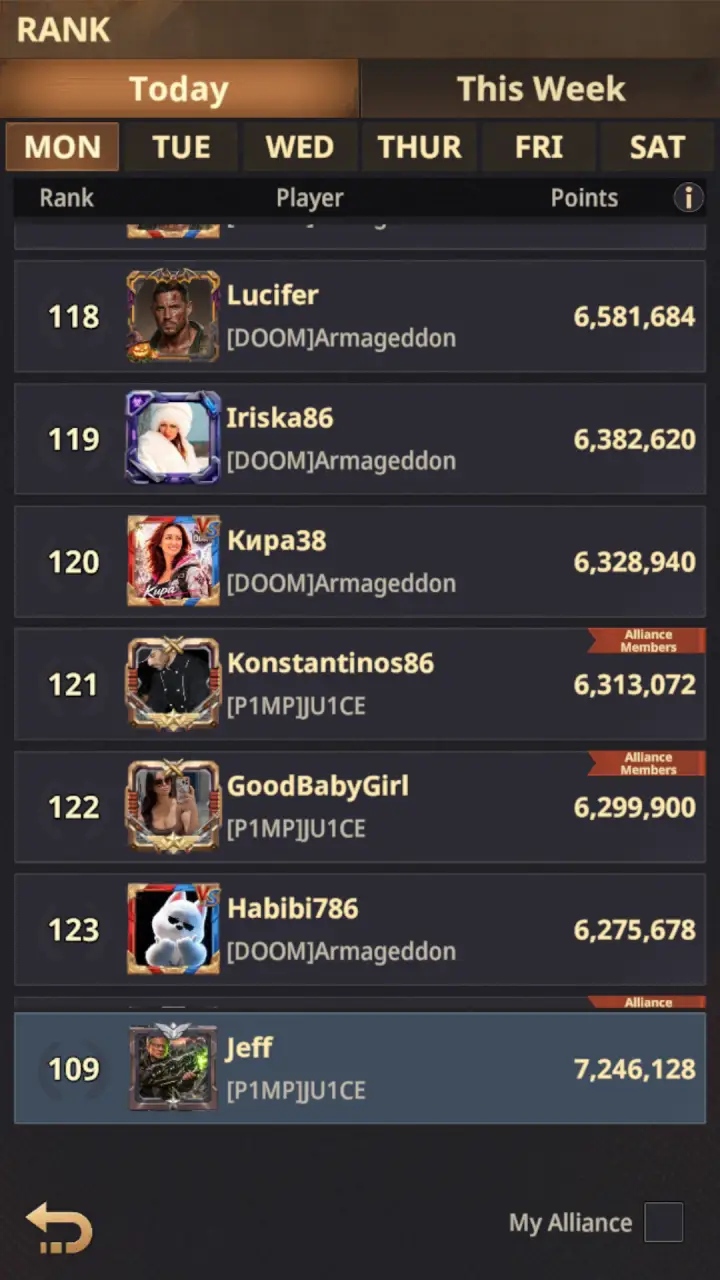 RANK
Today
This Week
MON
TUE
WED
THUR
FRI
SAT
Rank
Player
Points
118
Lucifer
[DOOM]Armageddon
6,581,684
119
Iriska86
[DOOM]Armageddon
6,382,620
120
Кира38
[DOOM]Armageddon
6,328,940
Kupa
VS
Alliance
Members
121
Konstantinos86
[P1MP]JU1CE
6,313,072
Alliance
Members
122
GoodBabyGirl
[P1MP]JU1CE
6,299,900
123
Habibi786
[DOOM]Armageddon
6,275,678
VS
Alliance
109
Jeff
[P1MP]JU1CE
7,246,128
My Alliance